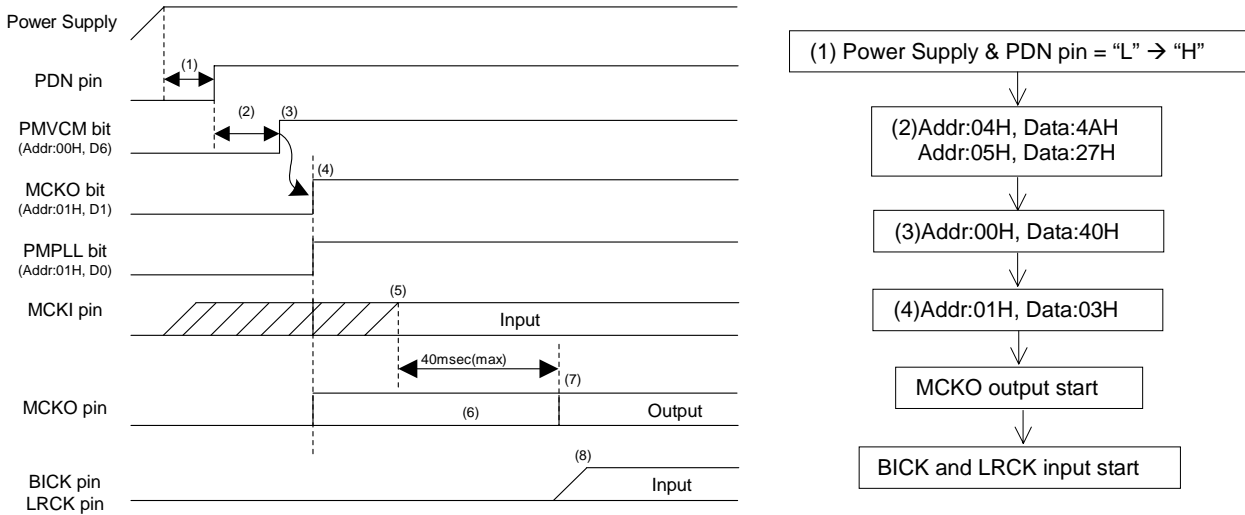 Power Supply
(1)
PDN pin
(2)
(3)
PMVCM bit
(Addr:00H, D6)
(4)
MCKO bit
(Addr:01H, D1)
PMPLL bit
(Addr:01H, D0)
(5)
MCKI pin
Input
40msec(max)
(7)
MCKO pin
(6)
Output
(8)
BICK pin
LRCK pin
Input
(1) Power Supply & PDN pin = “L” → “H”
(2)Addr:04H, Data:4AH
Addr:05H, Data:27H
(3)Addr:00H, Data:40H
(4)Addr:01H, Data:03H
MCKO output start
BICK and LRCK input start